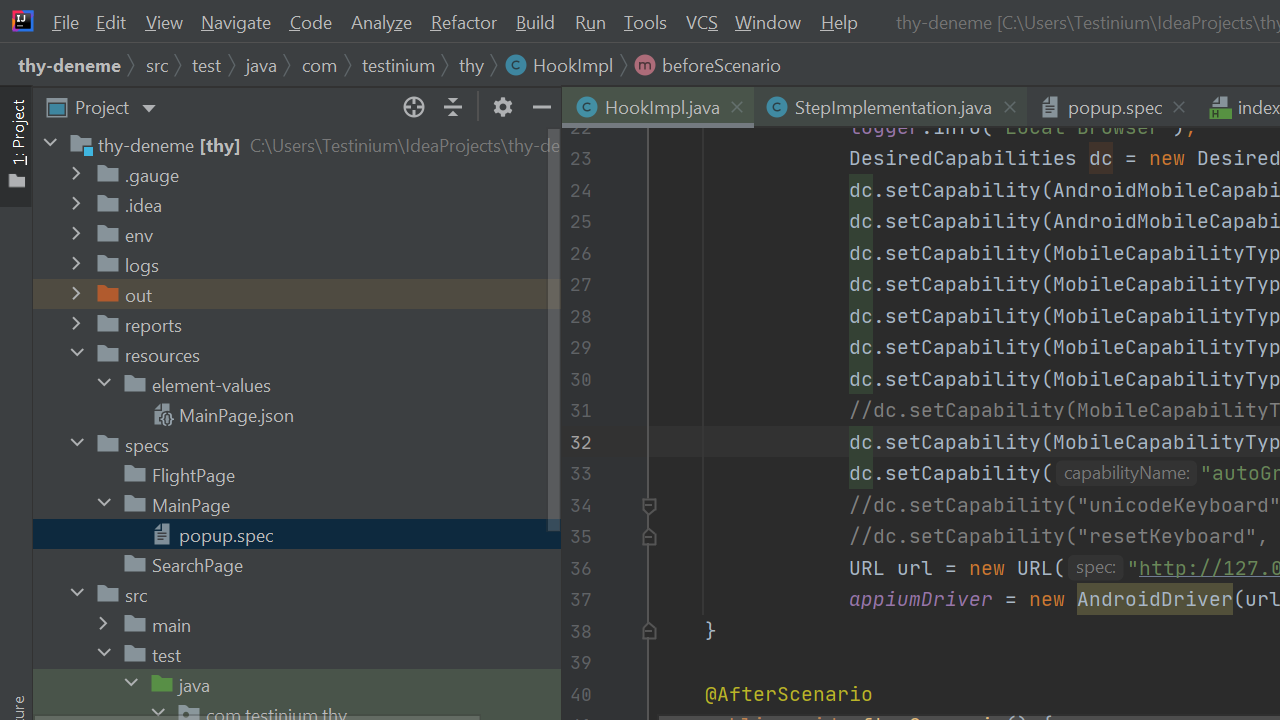 File Edit View Navigate Code Analyze Refactor Build Run Tools VCS Window Help thy-deneme [C:\Users\Testinium\IdeaProjects\thy
thy-deneme src test java com testinium thy HookImpl beforeScenario
1: Project
Project
thy-deneme [thy] C:\Users\Testinium\IdeaProjects\thy-de
.gauge
.idea
env
logs
out
reports
resources
element-values
MainPage.json
specs
FlightPage
MainPage
popup.spec
SearchPage
src
main
test
java
com.testinium.thy
HookImpl.java StepImplementation.java popup.spec index
22 logger.info("Local Browser");
23 DesiredCapabilities dc = new Desired
24 dc.setCapability(AndroidMobileCapabi
25 dc.setCapability(AndroidMobileCapabi
26 dc.setCapability(MobileCapabilityTyp
27 dc.setCapability(MobileCapabilityTyp
28 dc.setCapability(MobileCapabilityTyp
29 dc.setCapability(MobileCapabilityTyp
30 dc.setCapability(MobileCapabilityTyp
31 //dc.setCapability(MobileCapabilityT
32 dc.setCapability(MobileCapabilityTyp
33 dc.setCapability( capabilityName: "autoGr
34 //dc.setCapability("unicodeKeyboard"
35 //dc.setCapability("resetKeyboard",
36 URL url = new URL( spec: "http://127.0
37 appiumDriver = new AndroidDriver(url
38 }
39
40 @AfterScenario